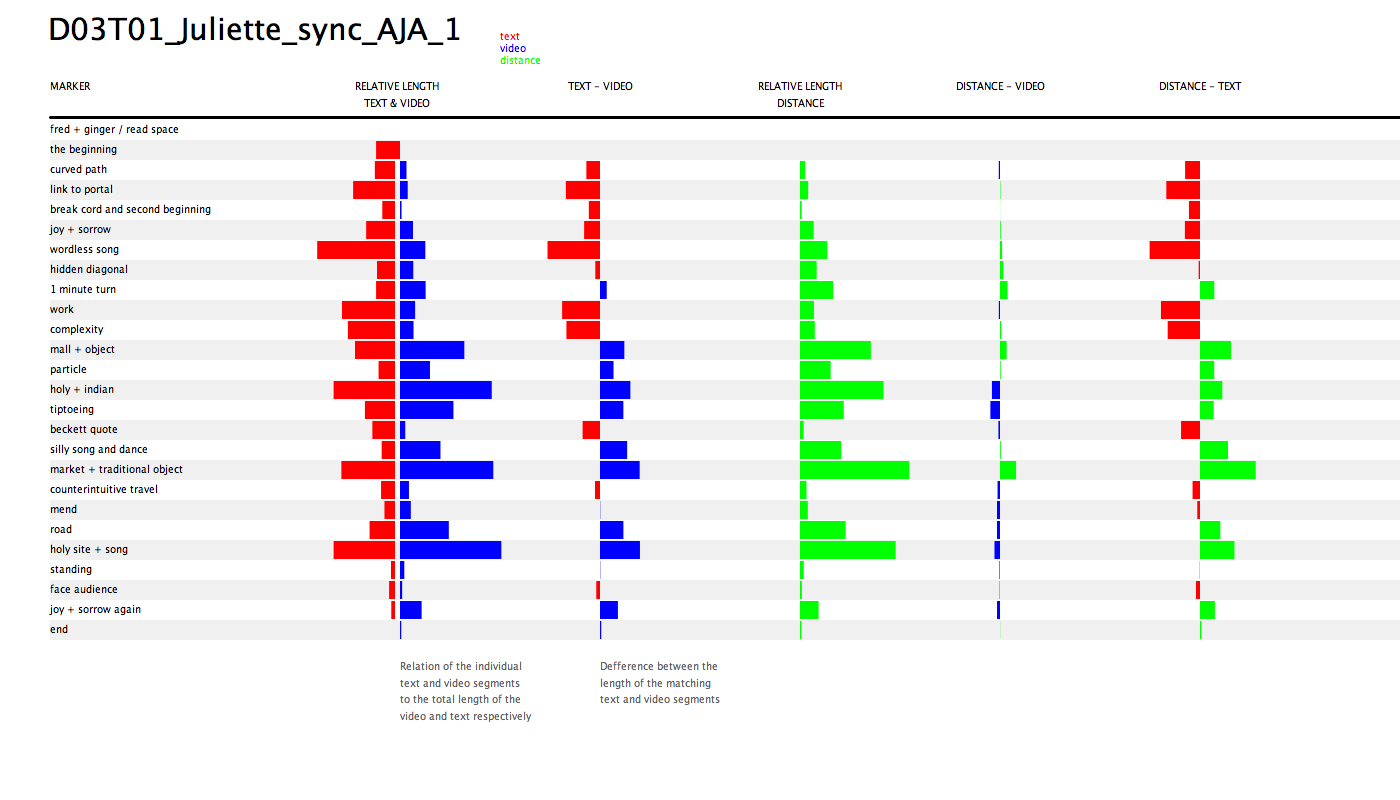 D03T01_Juliette_sync_AJA_1
text
video
distance
MARKER
RELATIVE LENGTH
TEXT & VIDEO
TEXT – VIDEO
RELATIVE LENGTH
DISTANCE
DISTANCE – VIDEO
DISTANCE – TEXT
fred + ginger / read space
the beginning
curved path
link to portal
break cord and second beginning
joy + sorrow
wordless song
hidden diagonal
1 minute turn
work
complexity
mall + object
particle
holy + indian
tiptoeing
beckett quote
silly song and dance
market + traditional object
counterintuitive travel
mend
road
holy site + song
standing
face audience
joy + sorrow again
end
Relation of the individual
text and video segments
to the total length of the
video and text respectively
Defference between the
length of the matching
text and video segments